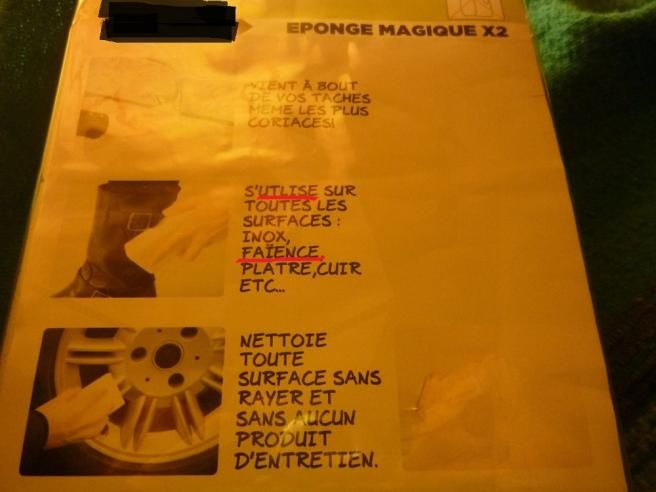 EPONGE MAGIQUE X2
VIENT À BOUT
DE VOS TACHES
MEME LES PLUS
CORIACES!
S'UTLISE SUR
TOUTES LES
SURFACES :
INOX,
FAÏENCE,
PLATRE,CUIR
ETC...
NETTOIE
TOUTE
SURFACE SANS
RAYER ET
SANS AUCUN
PRODUIT
D'ENTRETIEN.